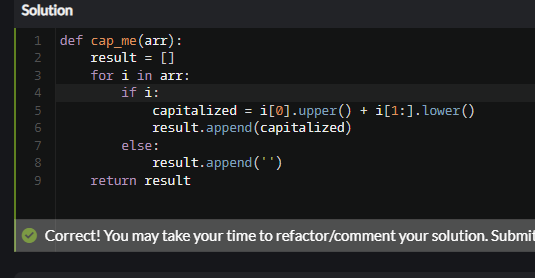 Solution
1 def cap_me(arr):
2     result = []
3     for i in arr:
4         if i:
5             capitalized = i[0].upper() + i[1:].lower()
6             result.append(capitalized)
7         else:
8             result.append('')
9     return result
Correct! You may take your time to refactor/comment your solution. Submit